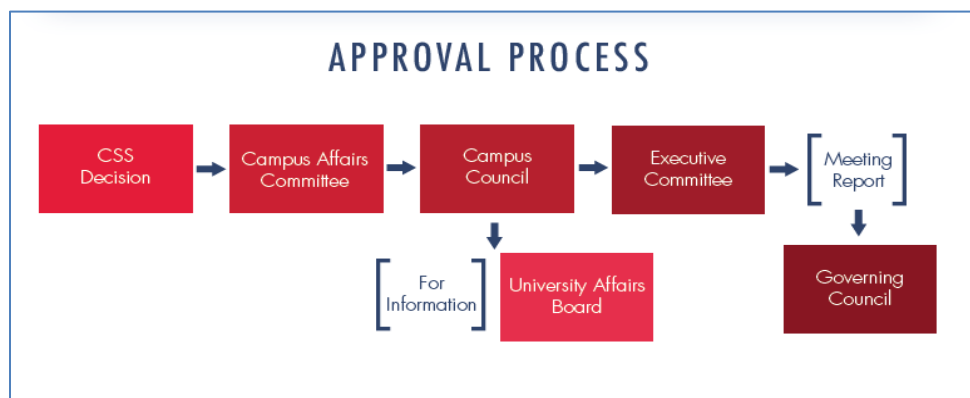 APPROVAL PROCESS
CSS
Decision
Campus Affairs
Committee
Campus
Council
Executive
Committee
Meeting
Report
For
Information
University Affairs
Board
Governing
Council